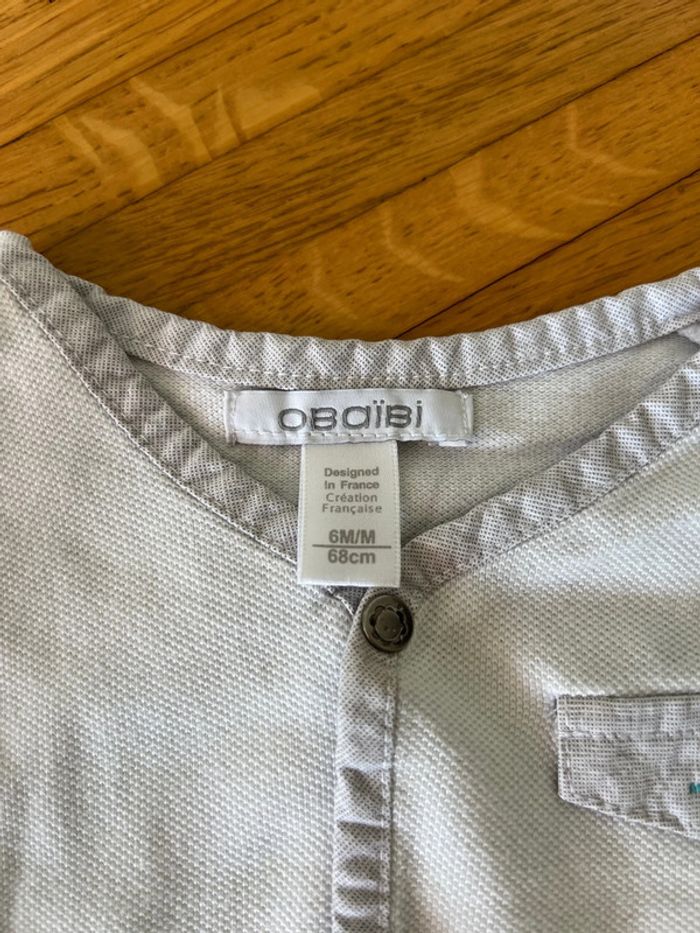 OBaïBi
Designed
in France
Création
Française
6M/M
68cm